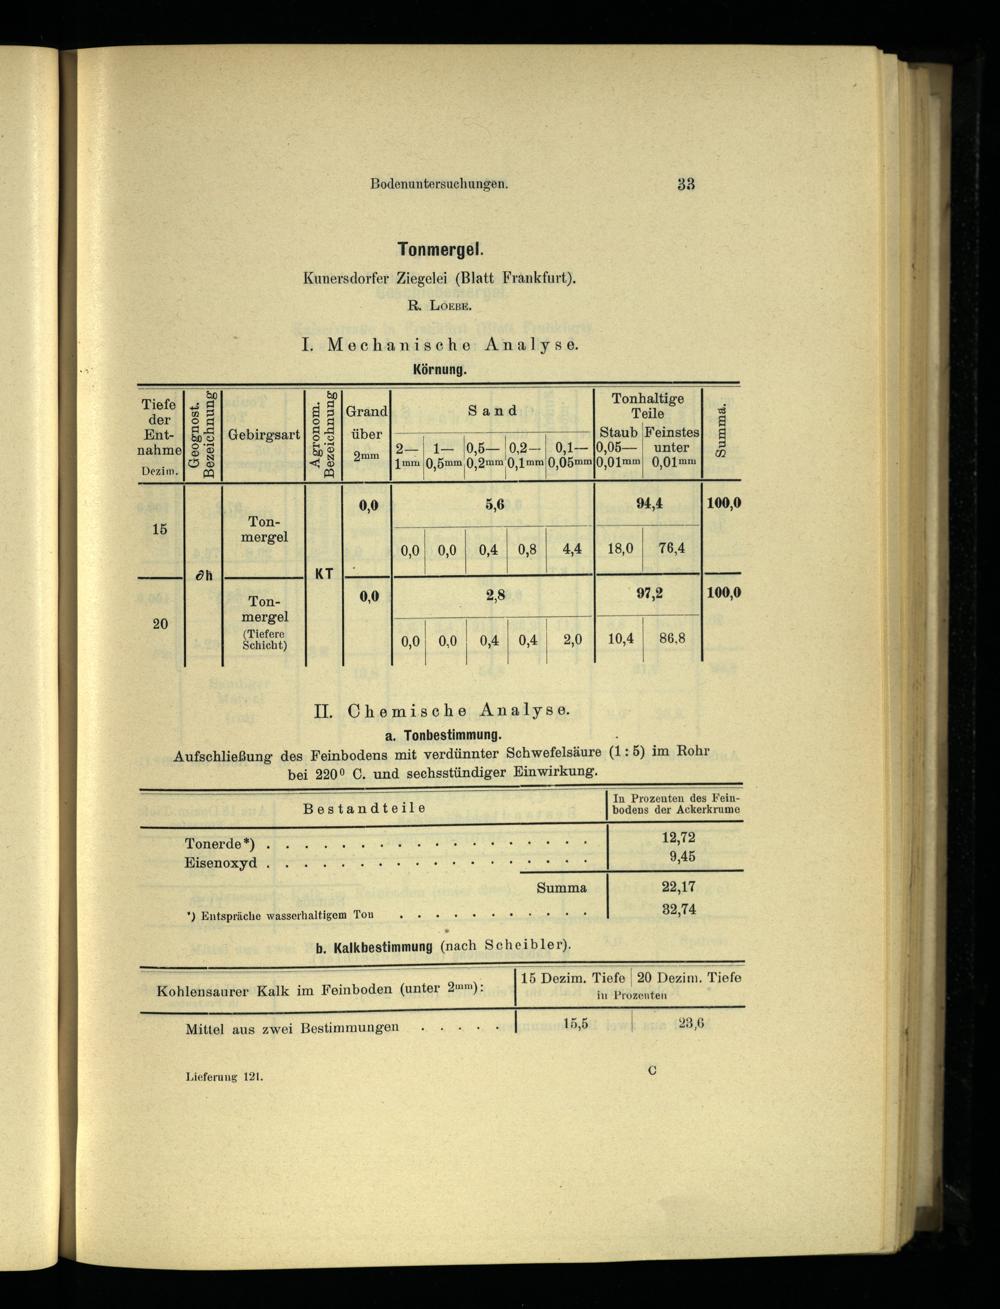 Bodenuntersuchungen. 33
Tonmergel.
Kunersdorfer Ziegelei (Blatt Frankfurt).
R. LOEBE.
I. Mechanische Analyse.
Körnung.
Tiefe der Ent-nahme Dezim. | Geognost. Bezeichnung | Gebirgsart | Agronom. Bezeichnung | Grand über 2mm | Sand | Tonhaltige Teile | Summa.
2—1mm | 1—0,5mm | 0,5—0,2mm | 0,2—0,1mm | 0,1—0,05mm | Staub 0,05—0,01mm | Feinstes unter 0,01mm
15 | ∂h | Ton-mergel | KT | 0,0 | 5,6 | 94,4 | 100,0
0,0 | 0,0 | 0,4 | 0,8 | 4,4 | 18,0 | 76,4
20 | Ton-mergel (Tiefere Schicht) | 0,0 | 2,8 | 97,2 | 100,0
0,0 | 0,0 | 0,4 | 0,4 | 2,0 | 10,4 | 86,8
II. Chemische Analyse.
a. Tonbestimmung.
Aufschließung des Feinbodens mit verdünnter Schwefelsäure (1:5) im Rohr
bei 220° C. und sechsstündiger Einwirkung.
Bestandteile | In Prozenten des Fein-bodens der Ackerkrume
Tonerde*) . . . . . . . . . . . . . . . . . 12,72
Eisenoxyd . . . . . . . . . . . . . . . . . 9,45
Summa 22,17
*) Entspräche wasserhaltigem Ton . . . . . . . . . . . 32,74
b. Kalkbestimmung (nach Scheibler).
Kohlensaurer Kalk im Feinboden (unter 2mm): | 15 Dezim. Tiefe | 20 Dezim. Tiefe
in Prozenten
Mittel aus zwei Bestimmungen . . . . . 15,5 | 23,6
Lieferung 121. C